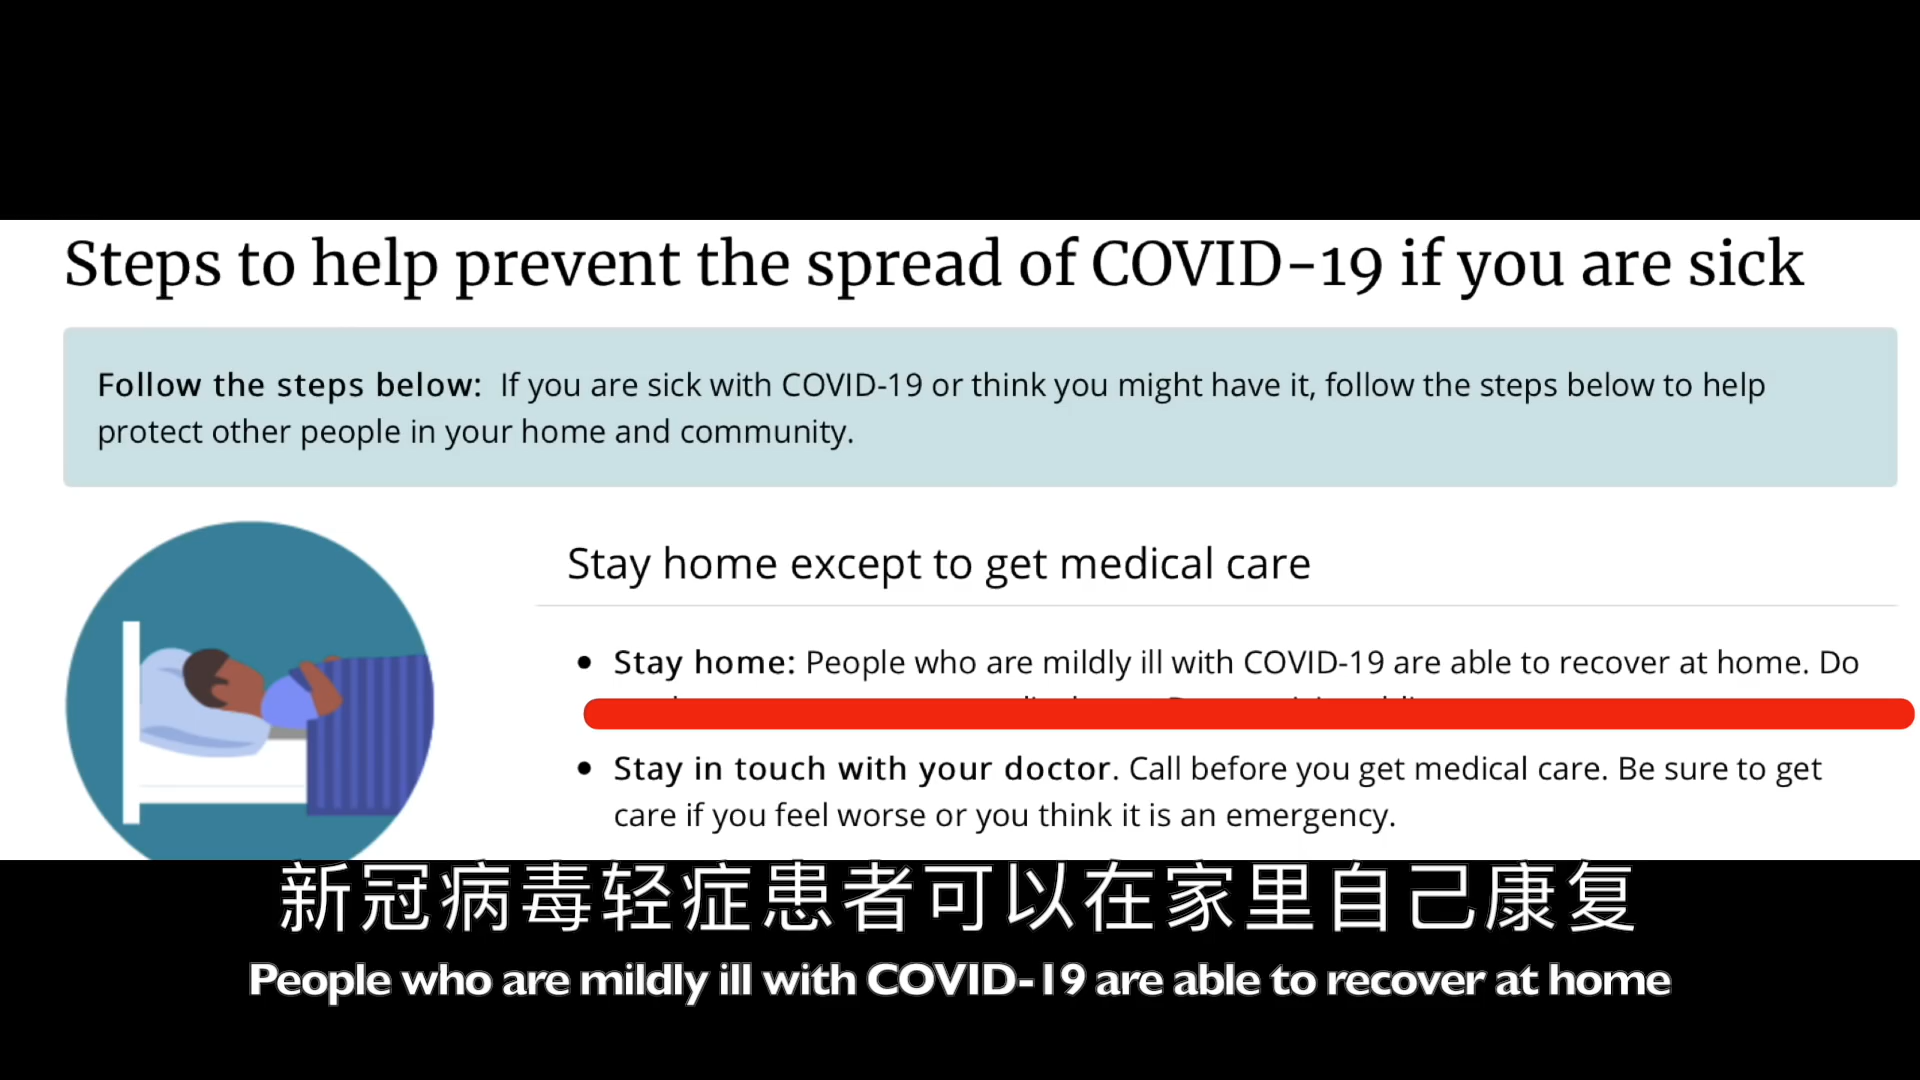 Steps to help prevent the spread of COVID-19 if you are sick
Follow the steps below: If you are sick with COVID-19 or think you might have it, follow the steps below to help
protect other people in your home and community.
Stay home except to get medical care
• Stay home: People who are mildly ill with COVID-19 are able to recover at home. Do
• Stay in touch with your doctor. Call before you get medical care. Be sure to get
care if you feel worse or you think it is an emergency.
新冠病毒轻症患者可以在家里自己康复
People who are mildly ill with COVID-19 are able to recover at home